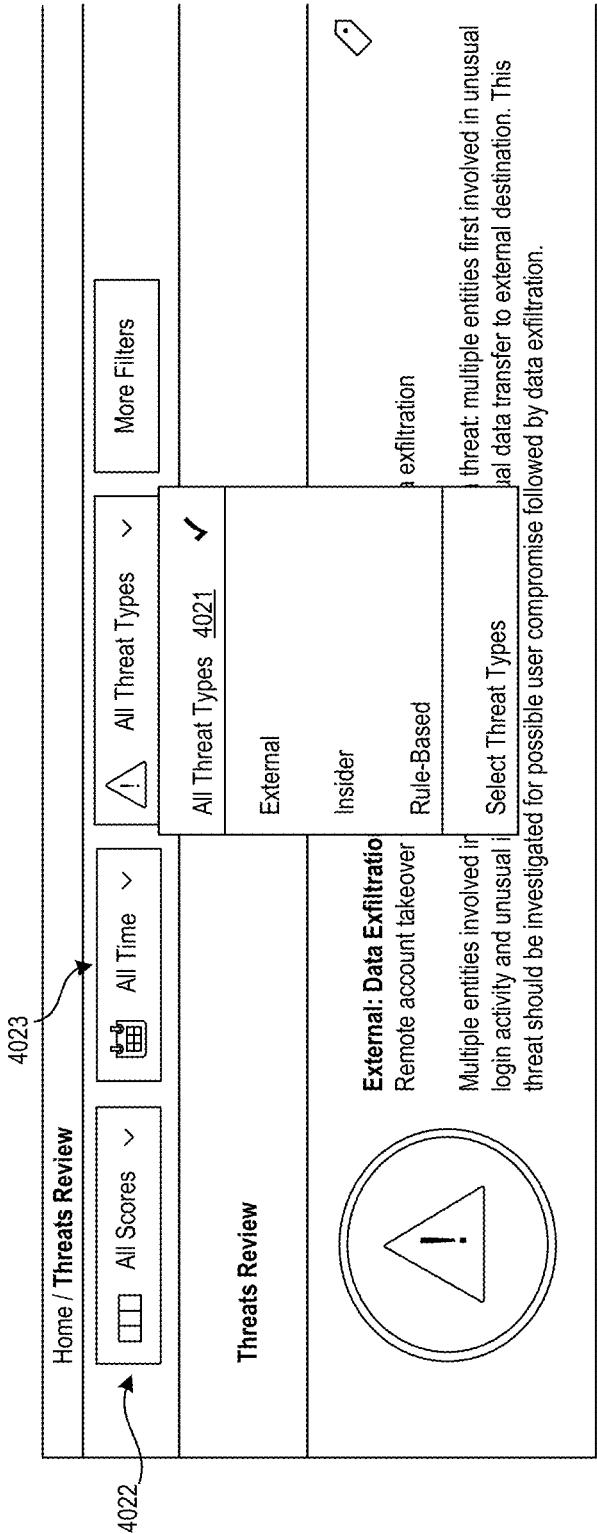 4023
4022
Home / Threats Review
All Scores
All Time
All Threat Types
More Filters
All Threat Types 4021
External
Insider
Rule-Based
Select Threat Types
Threats Review
External: Data Exfiltratio
Remote account takeover
a exfiltration
Multiple entities involved in threat: multiple entities first involved in unusual
login activity and unusual data transfer to external destination. This
threat should be investigated for possible user compromise followed by data exfiltration.